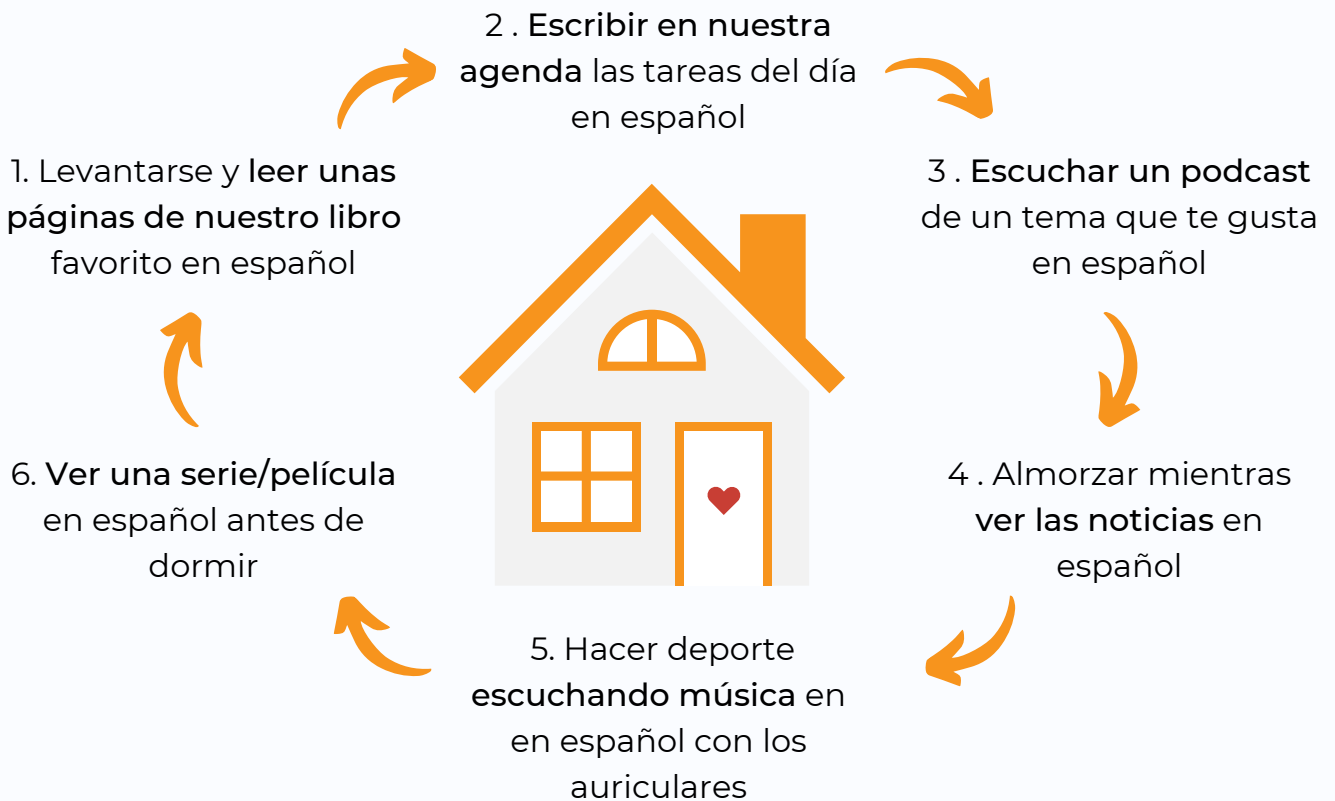 1. Levantarse y leer unas
páginas de nuestro libro
favorito en español
2 . Escribir en nuestra
agenda las tareas del día
en español
3 . Escuchar un podcast
de un tema que te gusta
en español
4 . Almorzar mientras
ver las noticias en
español
5. Hacer deporte
escuchando música en
en español con los
auriculares
6. Ver una serie/película
en español antes de
dormir